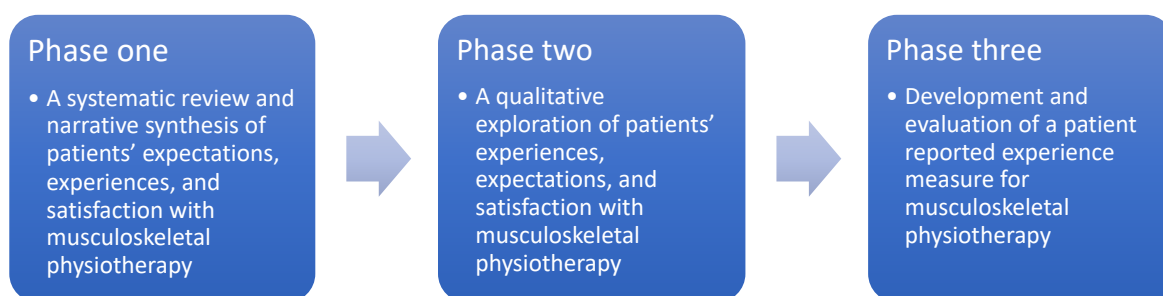 Phase one
• A systematic review and
narrative synthesis of
patients’ expectations,
experiences, and
satisfaction with
musculoskeletal
physiotherapy
Phase two
• A qualitative
exploration of patients’
experiences,
expectations, and
satisfaction with
musculoskeletal
physiotherapy
Phase three
• Development and
evaluation of a patient
reported experience
measure for
musculoskeletal
physiotherapy